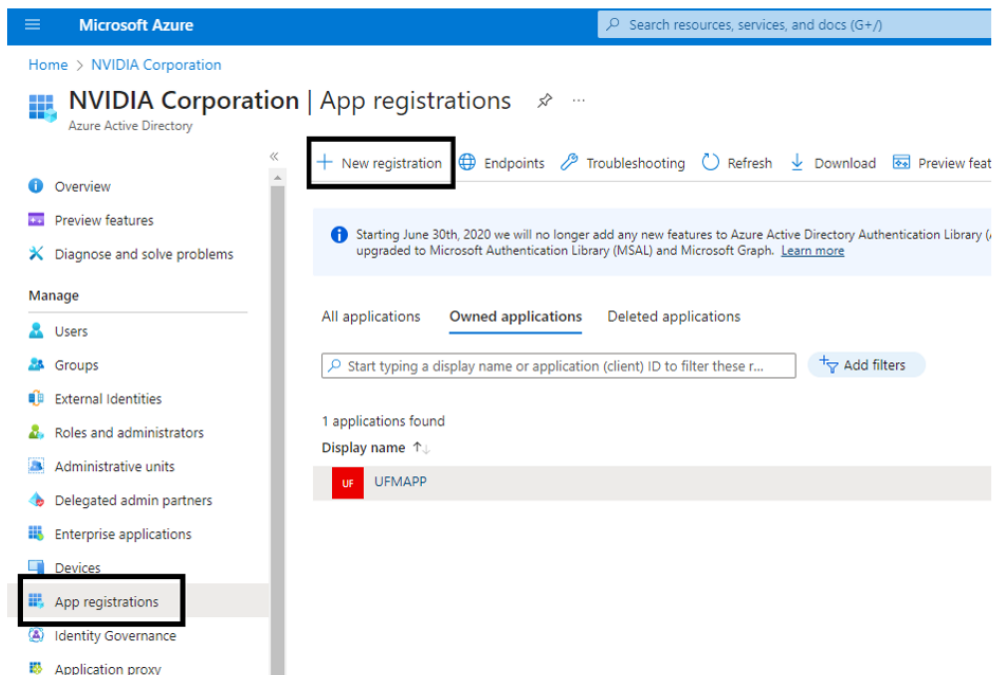 Microsoft Azure
Search resources, services, and docs (G+/)
Home > NVIDIA Corporation
NVIDIA Corporation | App registrations
Azure Active Directory
New registration Endpoints Troubleshooting Refresh Download Preview feat
Overview
Preview features
Diagnose and solve problems
Manage
Users
Groups
External Identities
Roles and administrators
Administrative units
Delegated admin partners
Enterprise applications
Devices
App registrations
Identity Governance
Application proxy
Starting June 30th, 2020 we will no longer add any new features to Azure Active Directory Authentication Library (
upgraded to Microsoft Authentication Library (MSAL) and Microsoft Graph. Learn more
All applications Owned applications Deleted applications
Start typing a display name or application (client) ID to filter these r...
Add filters
1 applications found
Display name ↑↓
UF UFMAPP